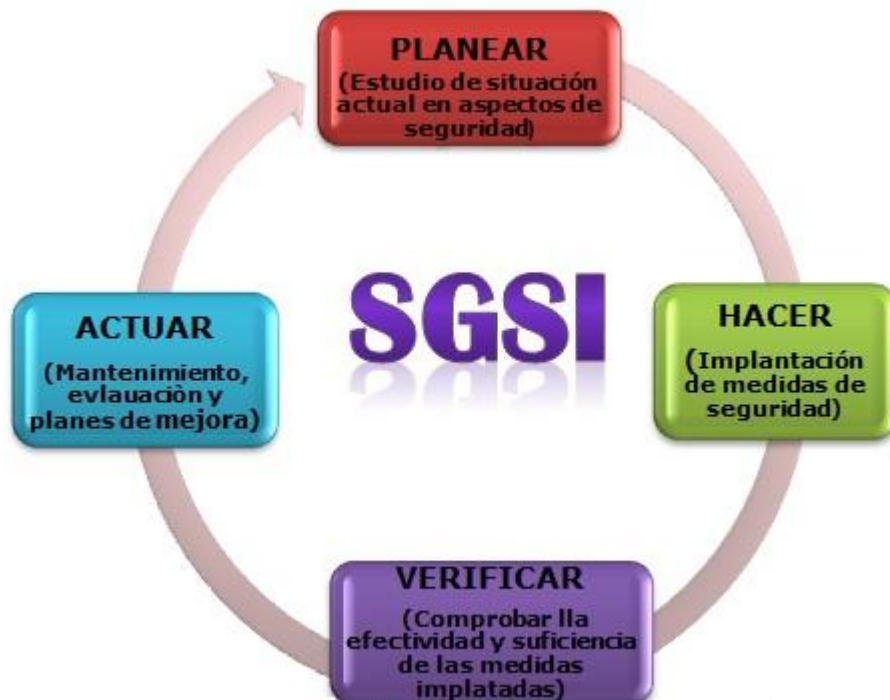 PLANEAR
(Estudio de situación
actual en aspectos de
seguridad)
SGSI
ACTUAR
(Mantenimiento,
evlauaciòn y
planes de mejora)
HACER
(Implantación
de medidas de
seguridad)
VERIFICAR
(Comprobar lla
efectividad y suficiencia
de las medidas
implatadas)